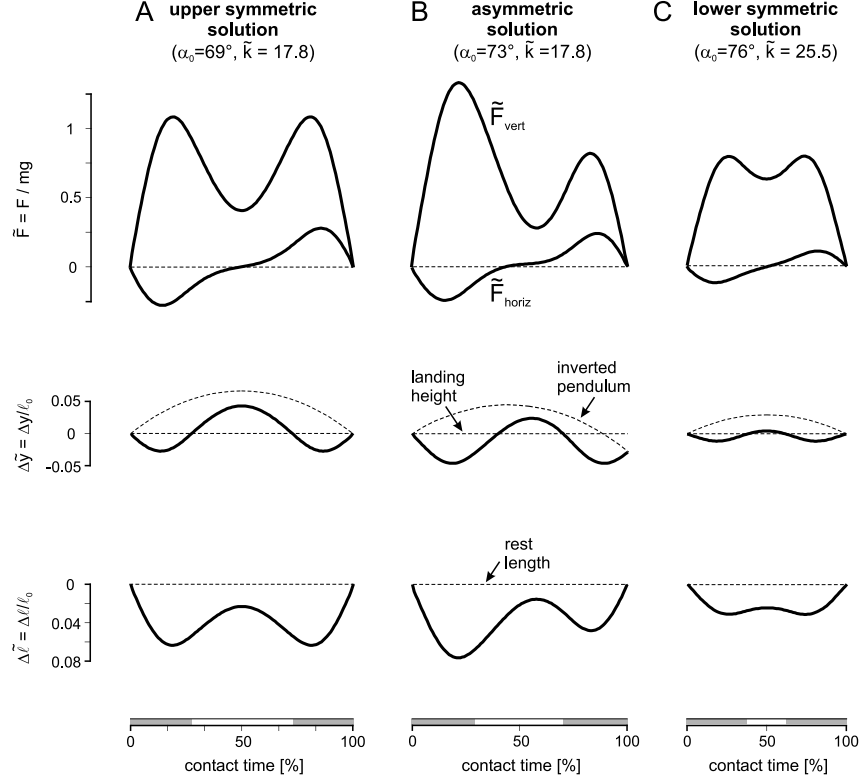 A upper symmetric
solution
(α₀=69°, k̃ = 17.8)
B asymmetric
solution
(α₀=73°, k̃ =17.8)
C lower symmetric
solution
(α₀=76°, k̃ = 25.5)
F̃ = F / mg
1
0.5
0
F̃vert
F̃horiz
Δỹ = Δy/ℓ₀
0.05
0
-0.05
landing
height
inverted
pendulum
Δℓ̃ = Δℓ/ℓ₀
0
0.04
0.08
rest
length
0 50 100
contact time [%]
0 50 100
contact time [%]
0 50 100
contact time [%]